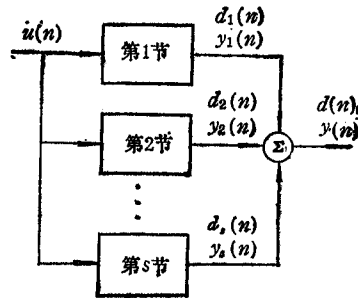 u(n)
d₁(n)
y₁(n)
第1节
d₂(n)
y₂(n)
第2节
Σ
d(n)
y(n)
dₛ(n)
yₛ(n)
第S节